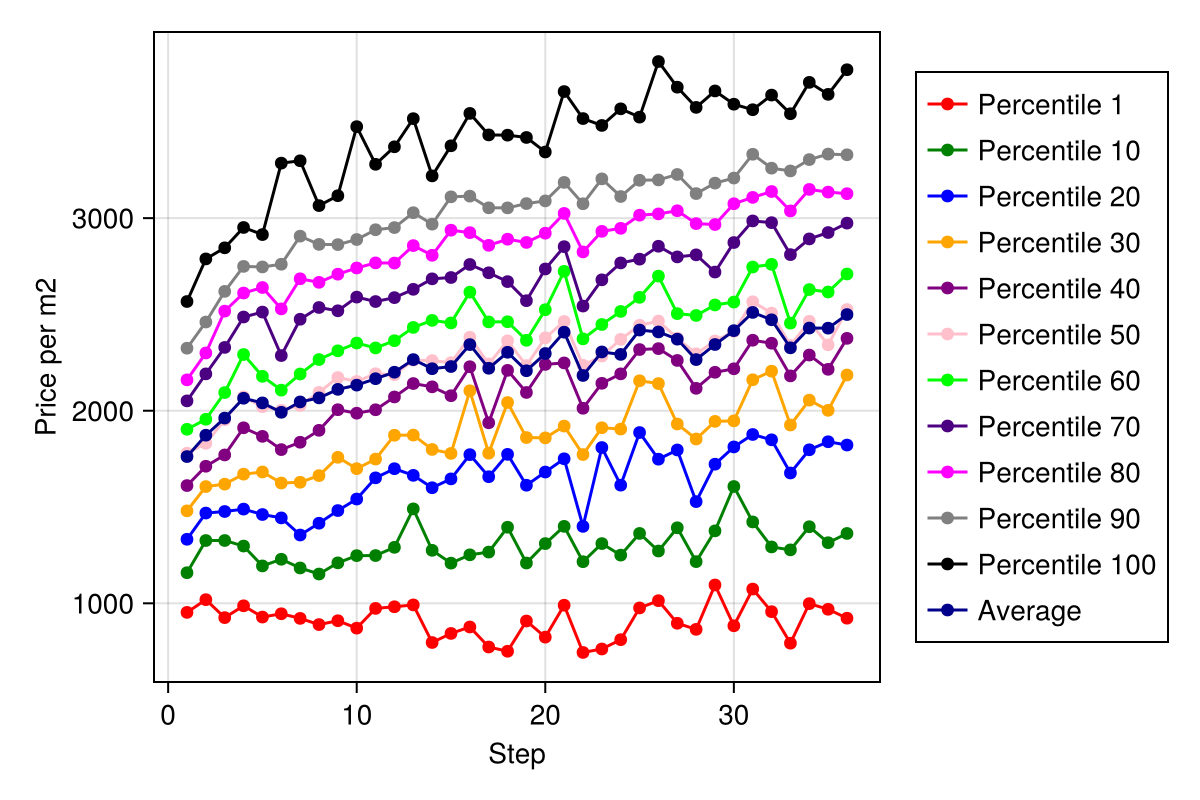 3000
2000
1000
Price per m2
0 10 20 30
Step
Percentile 1
Percentile 10
Percentile 20
Percentile 30
Percentile 40
Percentile 50
Percentile 60
Percentile 70
Percentile 80
Percentile 90
Percentile 100
Average